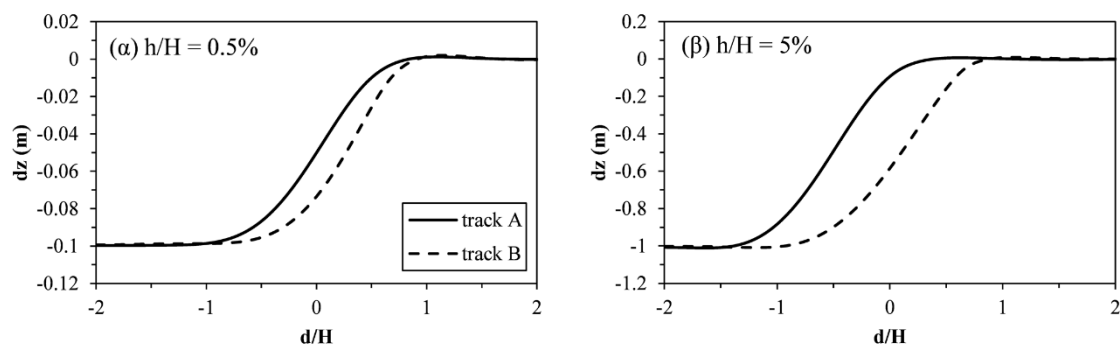 (α) h/H = 0.5%
0.02
0
-0.02
-0.04
-0.06
-0.08
-0.1
-0.12
dz (m)
-2 -1 0 1 2
d/H
track A
track B
(β) h/H = 5%
0.2
0
-0.2
-0.4
-0.6
-0.8
-1
-1.2
dz (m)
-2 -1 0 1 2
d/H